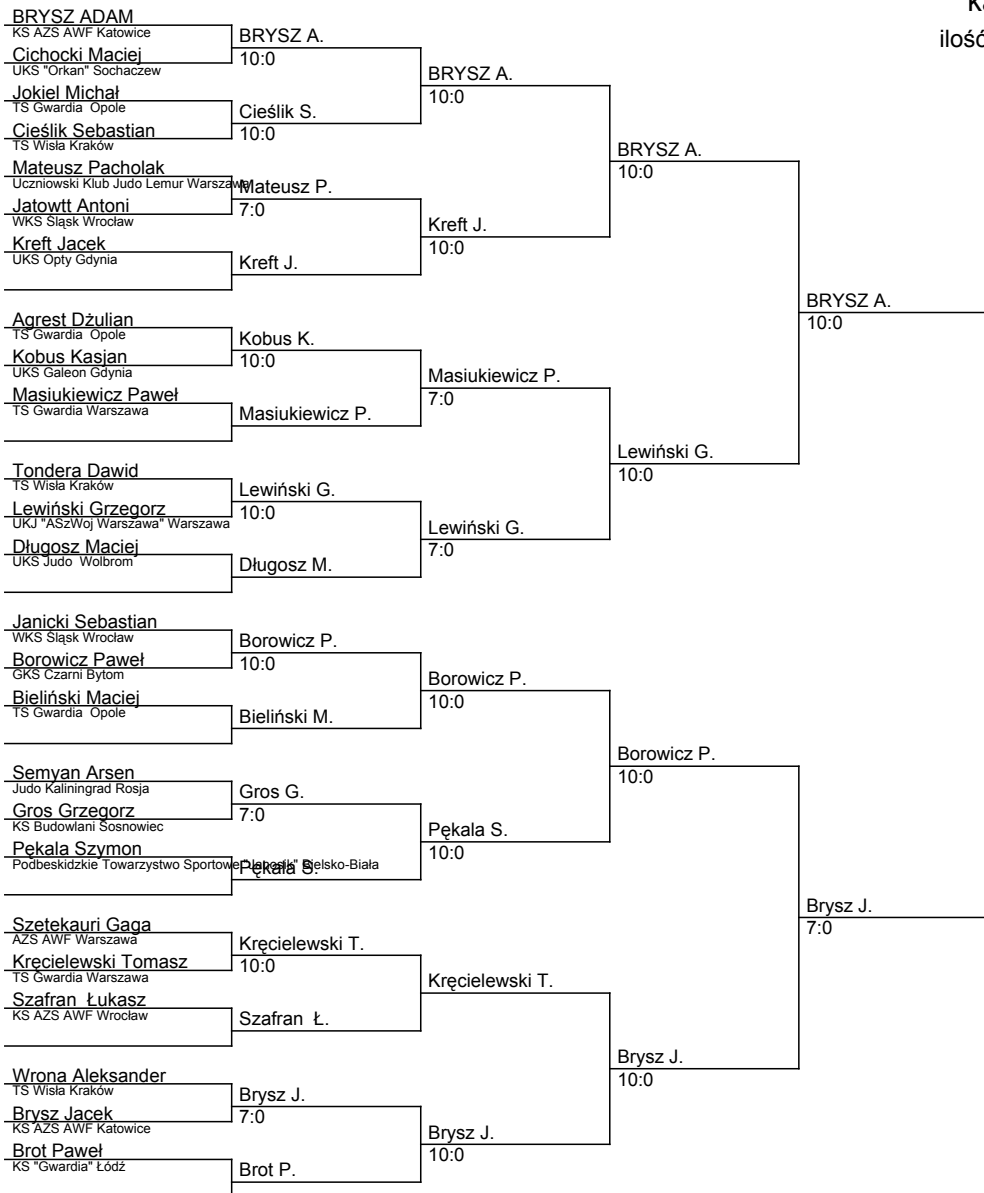 BRYSZ ADAM
KS AZS AWF Katowice
Cichocki Maciej
UKS "Orkan" Sochaczew
Jokiel Michał
TS Gwardia Opole
Cieślik Sebastian
TS Wisła Kraków
Mateusz Pacholak
Uczniowski Klub Judo Lemur Warszawa
Jatowtt Antoni
WKS Śląsk Wrocław
Kreft Jacek
UKS Opty Gdynia
Agrest Dżulian
TS Gwardia Opole
Kobus Kasjan
UKS Galeon Gdynia
Masiukiewicz Paweł
TS Gwardia Warszawa
Tondera Dawid
TS Wisła Kraków
Lewiński Grzegorz
UKJ "ASzWoj Warszawa" Warszawa
Długosz Maciej
UKS Judo Wolbrom
Janicki Sebastian
WKS Śląsk Wrocław
Borowicz Paweł
GKS Czarni Bytom
Bieliński Maciej
TS Gwardia Opole
Semyan Arsen
Judo Kaliningrad Rosja
Gros Grzegorz
KS Budowlani Sosnowiec
Pękala Szymon
Podbeskidzkie Towarzystwo Sportowe "Janosik" Bielsko-Biała
Szetekauri Gaga
AZS AWF Warszawa
Kręcielewski Tomasz
TS Gwardia Warszawa
Szafran Łukasz
KS AZS AWF Wrocław
Wrona Aleksander
TS Wisła Kraków
Brysz Jacek
KS AZS AWF Katowice
Brot Paweł
KS "Gwardia" Łódź
BRYSZ A.
10:0
Cieślik S.
10:0
Mateusz P.
7:0
Kreft J.
Kobus K.
10:0
Masiukiewicz P.
Lewiński G.
10:0
Długosz M.
Borowicz P.
10:0
Bieliński M.
Gros G.
7:0
Pękala S.
Kręcielewski T.
10:0
Szafran Ł.
Brysz J.
7:0
Brot P.
BRYSZ A.
10:0
Kreft J.
10:0
Masiukiewicz P.
7:0
Lewiński G.
7:0
Borowicz P.
10:0
Pękala S.
10:0
Kręcielewski T.
Brysz J.
10:0
BRYSZ A.
10:0
Lewiński G.
10:0
Borowicz P.
10:0
Brysz J.
10:0
BRYSZ A.
10:0
Brysz J.
7:0
ilość